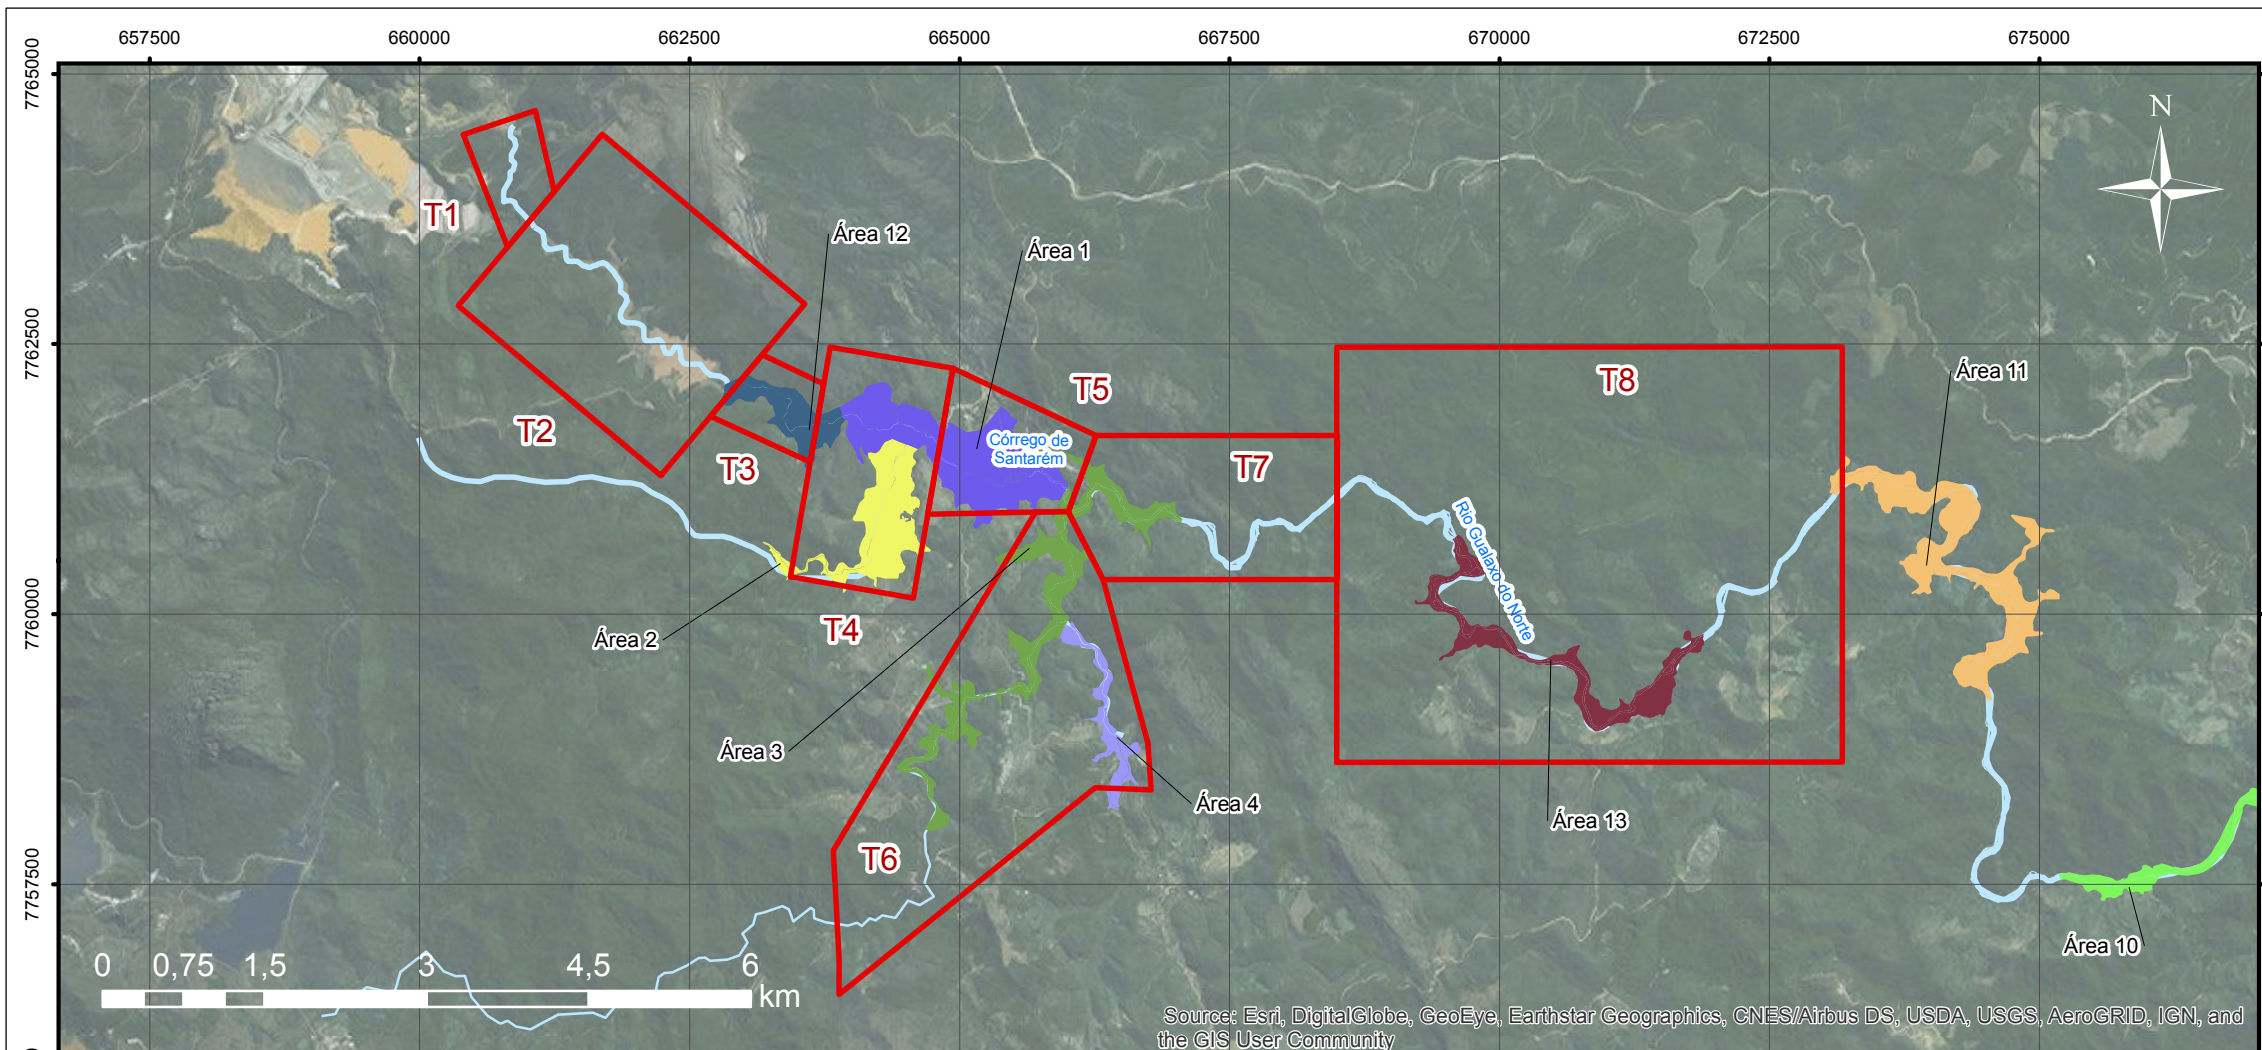 657500 660000 662500 665000 667500 670000 672500 675000
7765000
7762500
7760000
7757500
N
T1
Área 12
Área 1
T5
T8
Área 11
T2
T3
Córrego de
Santarém
T7
Rio Gualaxo do Norte
Área 2
T4
Área 3
Área 4
Área 13
T6
Área 10
0 0,75 1,5 3 4,5 6
km
Source: Esri, DigitalGlobe, GeoEye, Earthstar Geographics, CNES/Airbus DS, USDA, USGS, AeroGRID, IGN, and
the GIS User Community